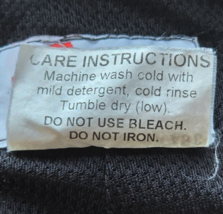 CARE INSTRUCTIONS
Machine wash cold with
mild detergent, cold rinse
Tumble dry (low).
DO NOT USE BLEACH.
DO NOT IRON.